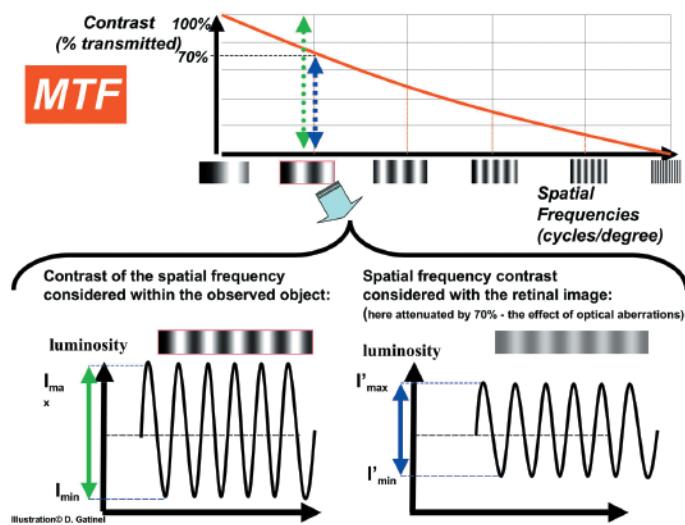 Contrast
(% transmitted)
100%
70%
MTF
Spatial
Frequencies
(cycles/degree)
Contrast of the spatial frequency
considered within the observed object:
Spatial frequency contrast
considered with the retinal image:
(here attenuated by 70% - the effect of optical aberrations)
luminosity
I ma
x
I min
luminosity
I' max
I' min
Illustration© D. Gatinel